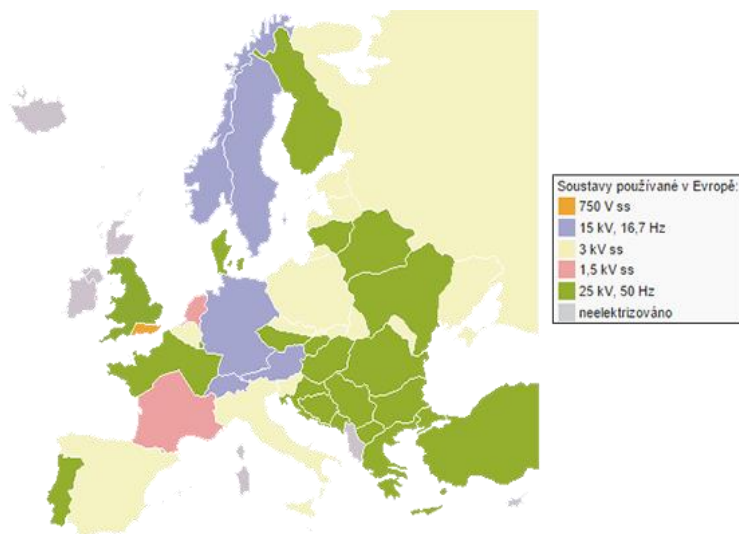 Soustavy používané v Evropě:
750 V ss
15 kV, 16,7 Hz
3 kV ss
1,5 kV ss
25 kV, 50 Hz
neelektrizováno